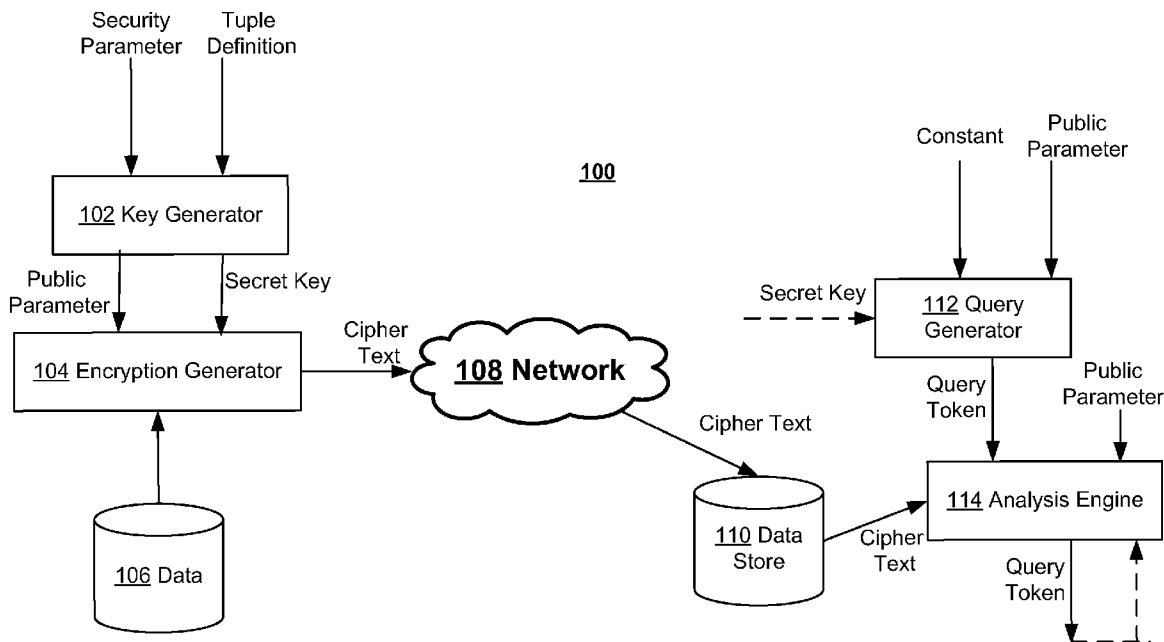 Security
Parameter
Tuple
Definition
102 Key Generator
Public
Parameter
Secret Key
104 Encryption Generator
106 Data
Cipher
Text
108 Network
100
Cipher Text
110 Data
Store
Cipher
Text
Constant
Public
Parameter
Secret Key
112 Query
Generator
Query
Token
Public
Parameter
114 Analysis Engine
Query
Token